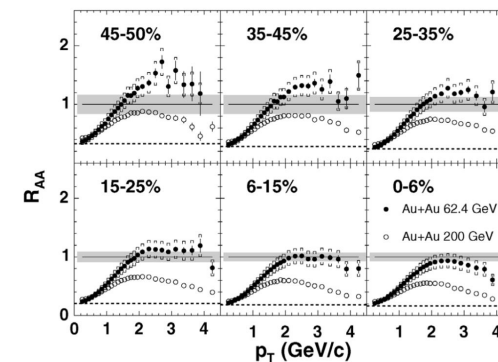 45-50%
35-45%
25-35%
2
1
R_AA
15-25%
6-15%
0-6%
Au+Au 62.4 GeV
Au+Au 200 GeV
2
1
0
0 1 2 3 4 1 2 3 4 1 2 3 4
p_T (GeV/c)